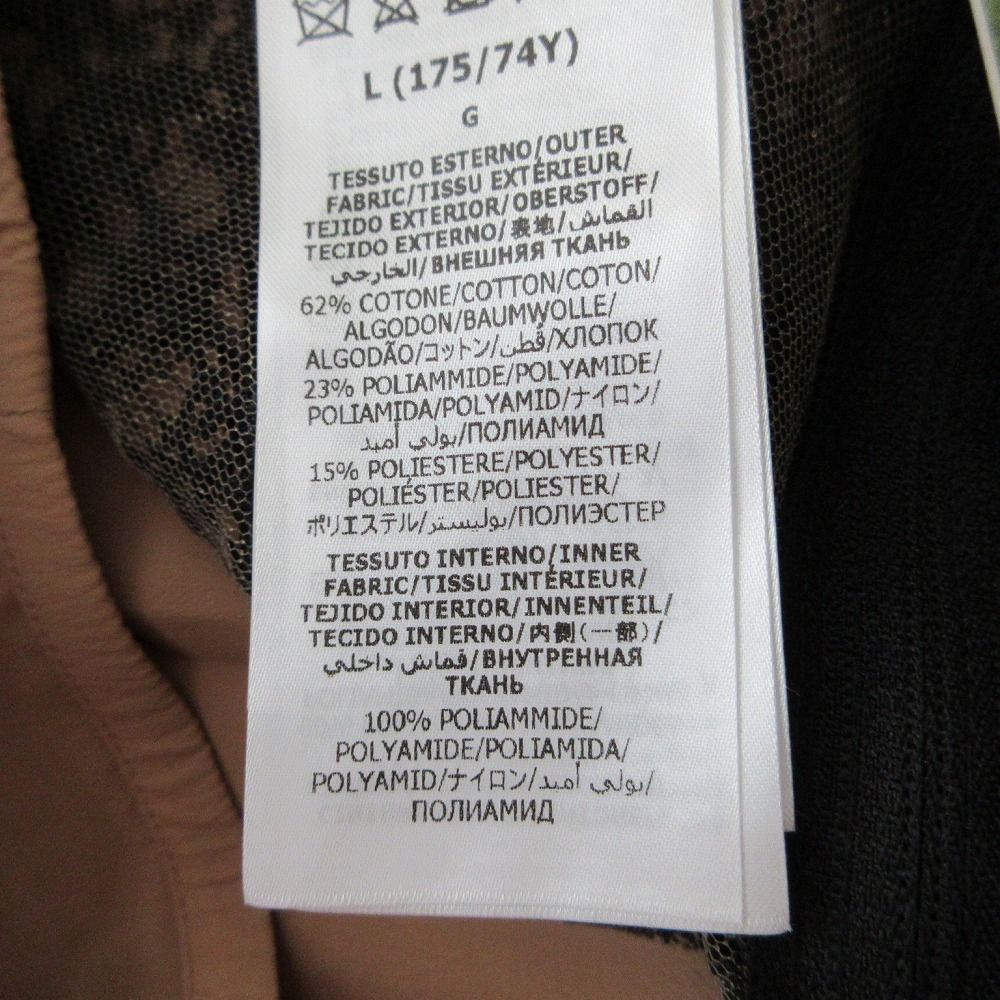 L (175/74Y)
G
TESSUTO ESTERNO/OUTER
FABRIC/TISSU EXTÉRIEUR/
TEJIDO EXTERIOR/OBERSTOFF/
TECIDO EXTERNO/表地/القماش
الخارجي/ВНЕШНЯЯ ТКАНЬ
62% COTONE/COTTON/COTON/
ALGODON/BAUMWOLLE/
ALGODÃO/コットン/قطن/ХЛОПОК
23% POLIAMMIDE/POLYAMIDE/
POLIAMIDA/POLYAMID/ナイロン/
بولي أميد/ПОЛИАМИД
15% POLIESTERE/POLYESTER/
POLIÉSTER/POLIESTER/
ポリエステル/بوليستر/ПОЛИЭСТЕР
TESSUTO INTERNO/INNER
FABRIC/TISSU INTÉRIEUR/
TEJIDO INTERIOR/INNENTEIL/
TECIDO INTERNO/内側(一部)/
قماش داخلي/ВНУТРЕННАЯ
ТКАНЬ
100% POLIAMMIDE/
POLYAMIDE/POLIAMIDA/
POLYAMID/ナイロン/بولي أميد/
ПОЛИАМИД